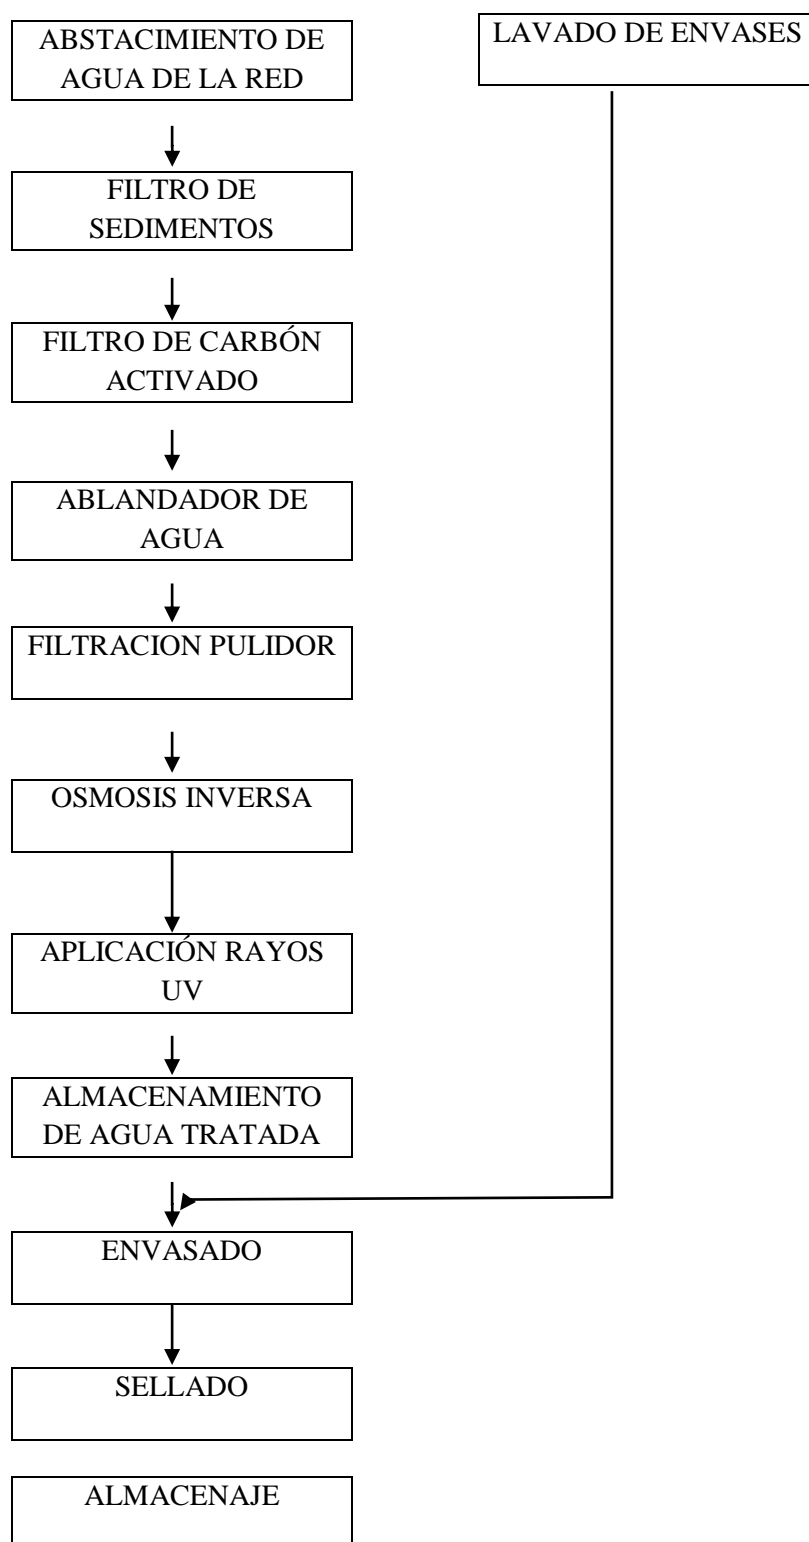 ABSTACIMIENTO DE
AGUA DE LA RED
LAVADO DE ENVASES
FILTRO DE
SEDIMENTOS
FILTRO DE CARBÓN
ACTIVADO
ABLANDADOR DE
AGUA
FILTRACION PULIDOR
OSMOSIS INVERSA
APLICACIÓN RAYOS
UV
ALMACENAMIENTO
DE AGUA TRATADA
ENVASADO
SELLADO
ALMACENAJE